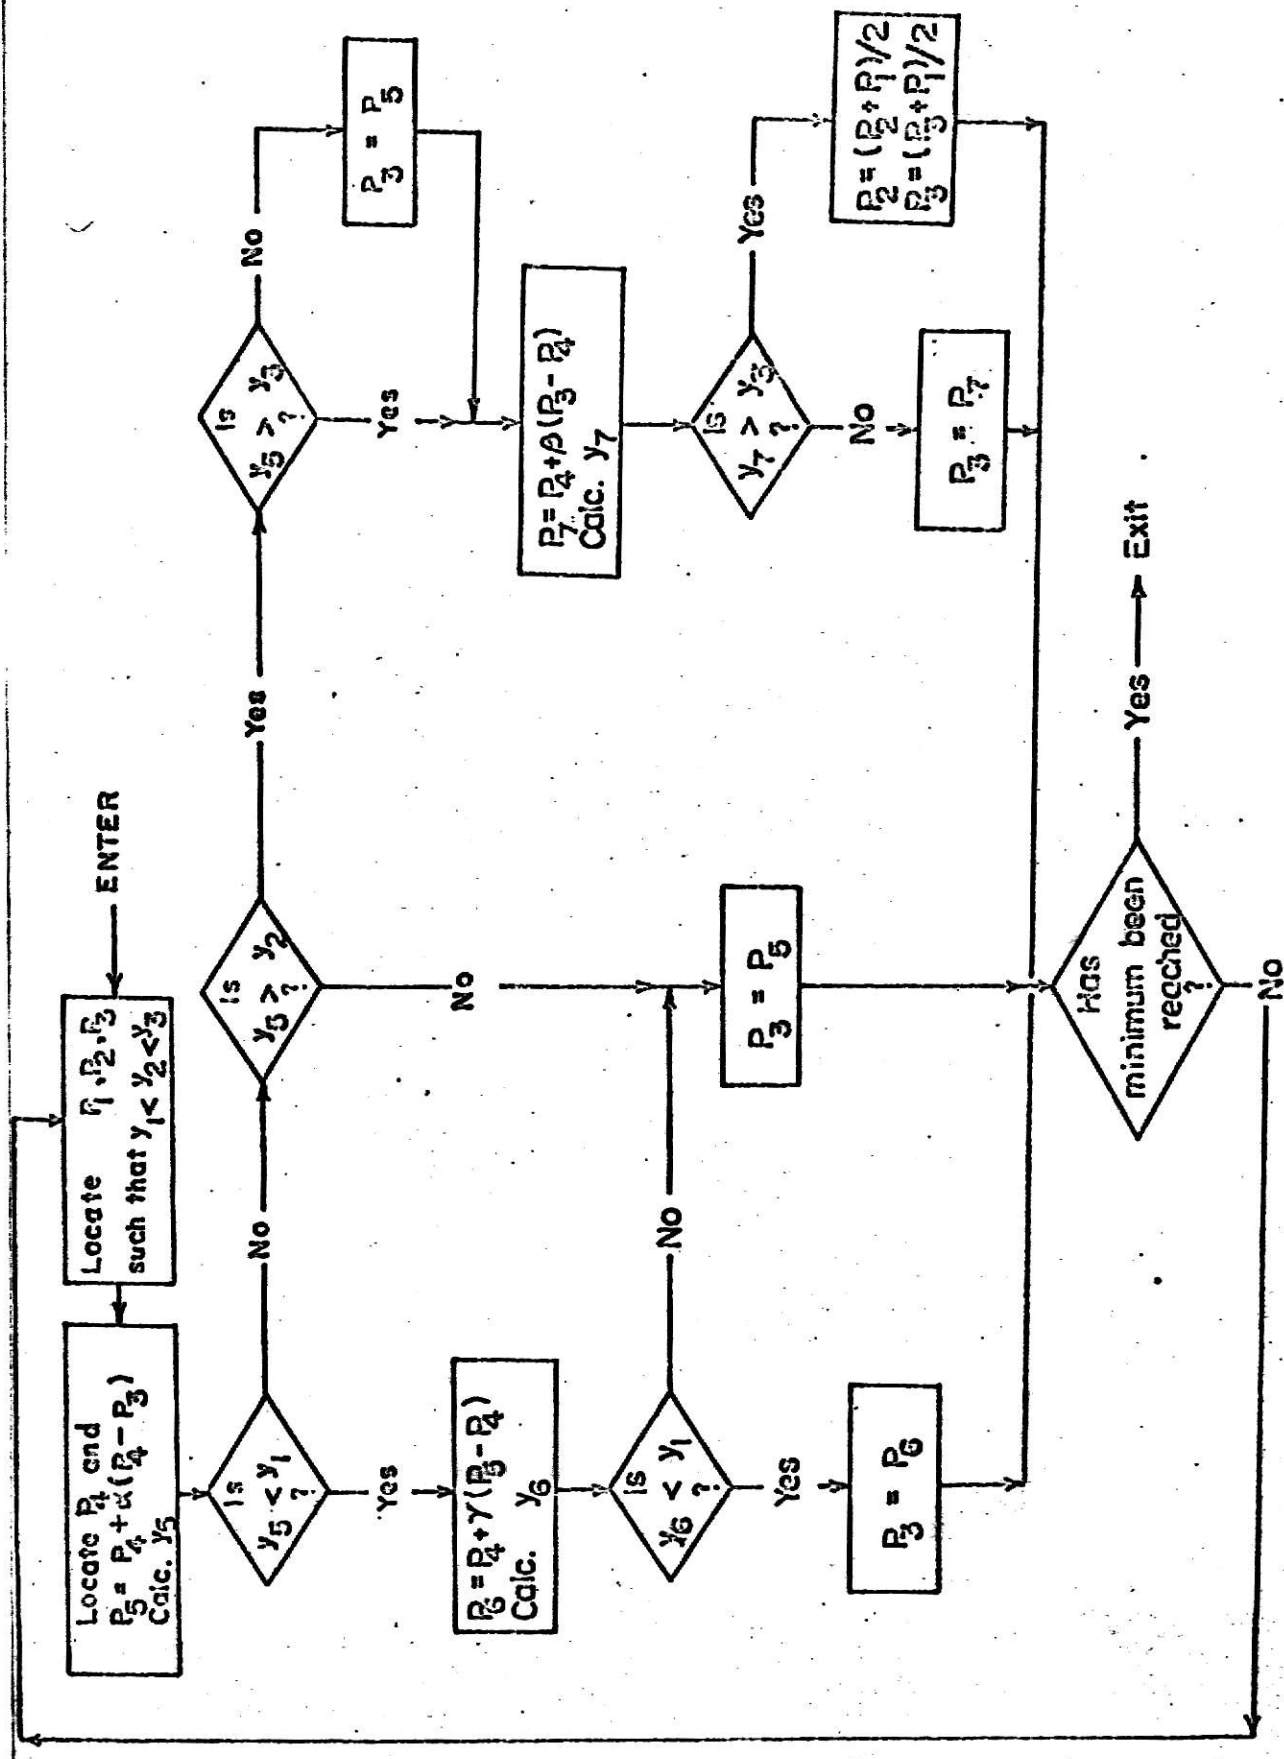 ENTER
Locate P1, P2, P3
such that y1 < y2 < y3
Locate P4 and
P5 = P4 + α(P4 − P3)
Calc. y5
Is
y5 < y1
?
No
Yes
Is
y5 > y2
?
Yes
No
Is
y5 > y3
?
No
Yes
P3 = P5
P6 = P4 + γ(P5 − P4)
Calc. y6
P7 = P4 + β(P3 − P4)
Calc. y7
Is
y6 < y1
?
No
Yes
Is
y7 > y3
?
Yes
No
P3 = P6
P3 = P5
P3 = P7
P2 = (P2 + P1)/2
P3 = (P3 + P1)/2
Has
minimum been
reached
?
Yes
Exit
No